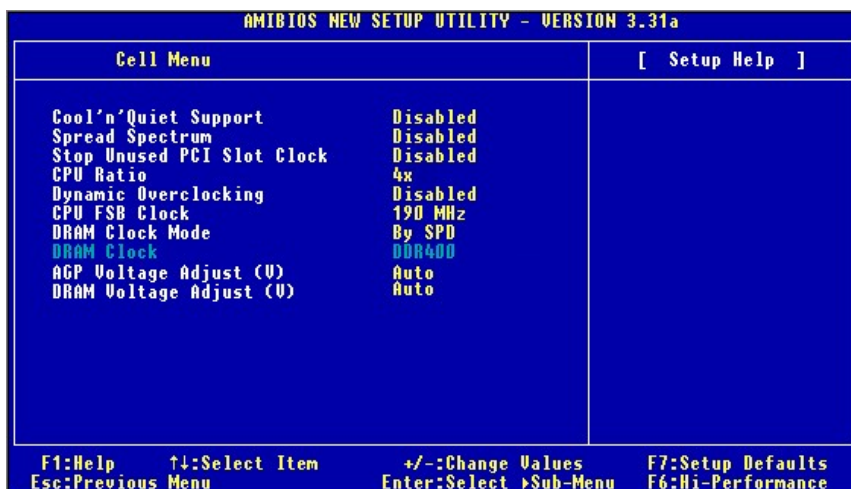 AMIBIOS NEW SETUP UTILITY - VERSION 3.31a
Cell Menu [ Setup Help ]
Cool'n'Quiet Support Disabled
Spread Spectrum Disabled
Stop Unused PCI Slot Clock Disabled
CPU Ratio 4x
Dynamic Overclocking Disabled
CPU FSB Clock 190 MHz
DRAM Clock Mode By SPD
DRAM Clock DDR400
AGP Voltage Adjust (V) Auto
DRAM Voltage Adjust (V) Auto
F1:Help ↑↓:Select Item +/-:Change Values F7:Setup Defaults
Esc:Previous Menu Enter:Select ▸Sub-Menu F6:Hi-Performance